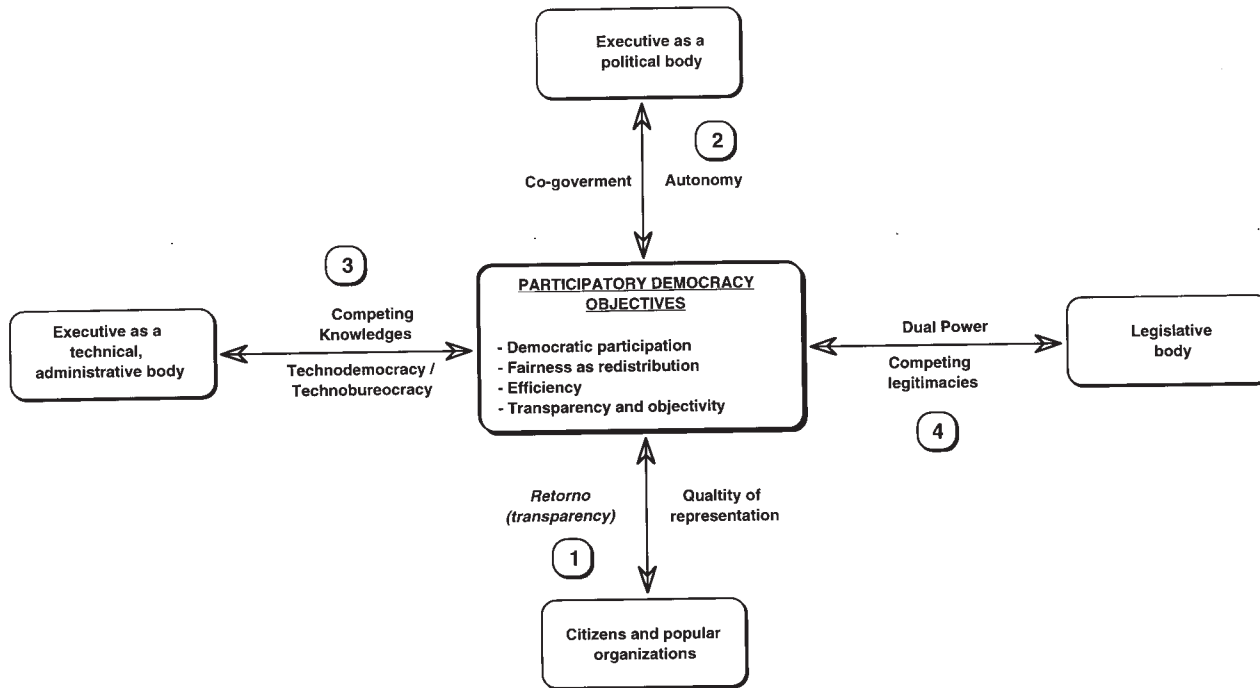 Executive as a
political body
2
Co-goverment
Autonomy
3
Competing
Knowledges
Technodemocracy /
Technobureocracy
Executive as a
technical,
administrative body
PARTICIPATORY DEMOCRACY
OBJECTIVES
- Democratic participation
- Fairness as redistribution
- Efficiency
- Transparency and objectivity
Dual Power
Competing
legitimacies
4
Legislative
body
Retorno
(transparency)
1
Qualtity of
representation
Citizens and popular
organizations